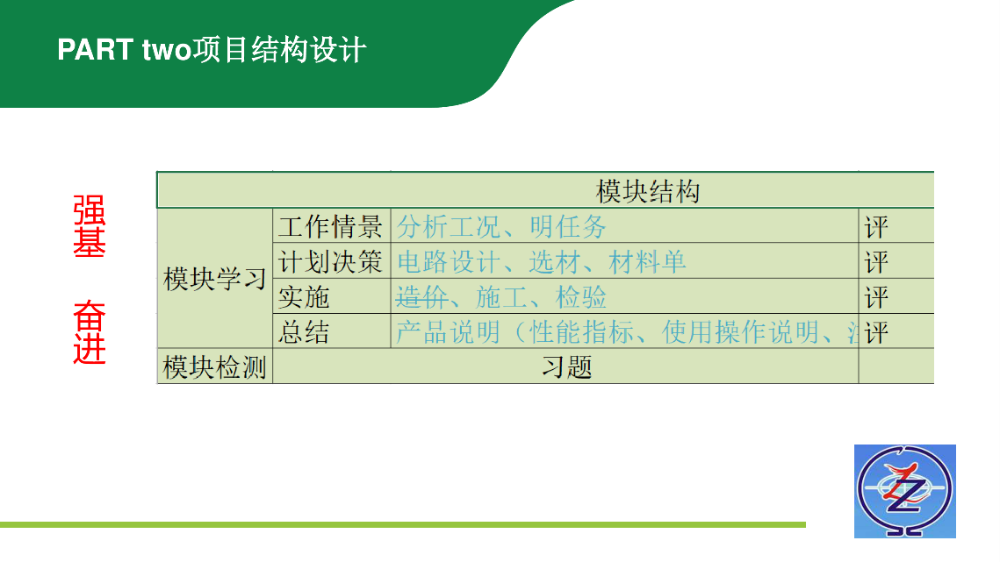 PART two项目结构设计
强基 奋进
模块结构
模块学习
工作情景 分析工况、明任务 评
计划决策 电路设计、选材、材料单 评
实施 造价、施工、检验 评
总结 产品说明（性能指标、使用操作说明、 评
模块检测 习题